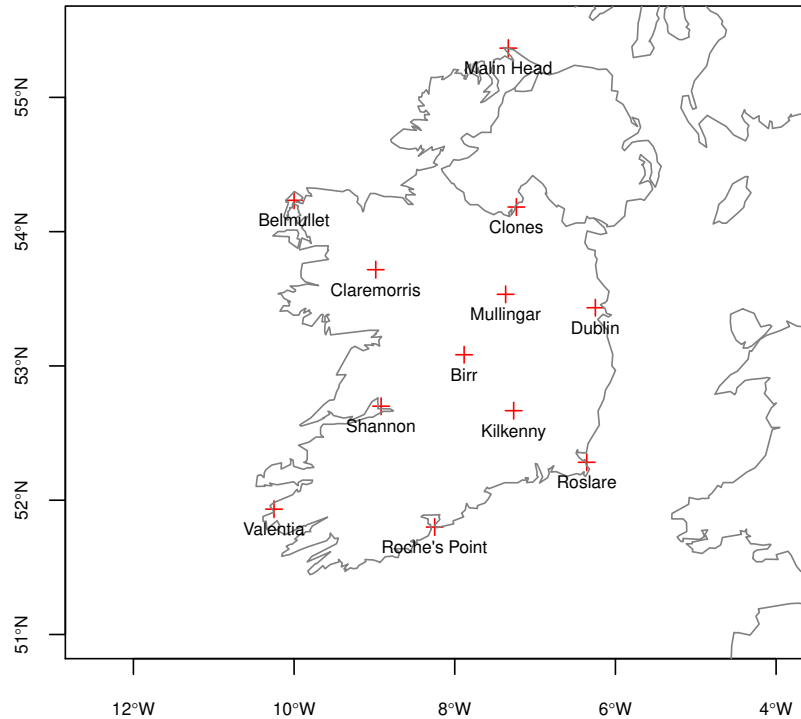 Malin Head
55°N
Belmullet
Clones
54°N
Claremorris
Mullingar
Dublin
53°N
Birr
Shannon
Kilkenny
Roslare
52°N
Valentia
Roche's Point
51°N
12°W 10°W 8°W 6°W 4°W